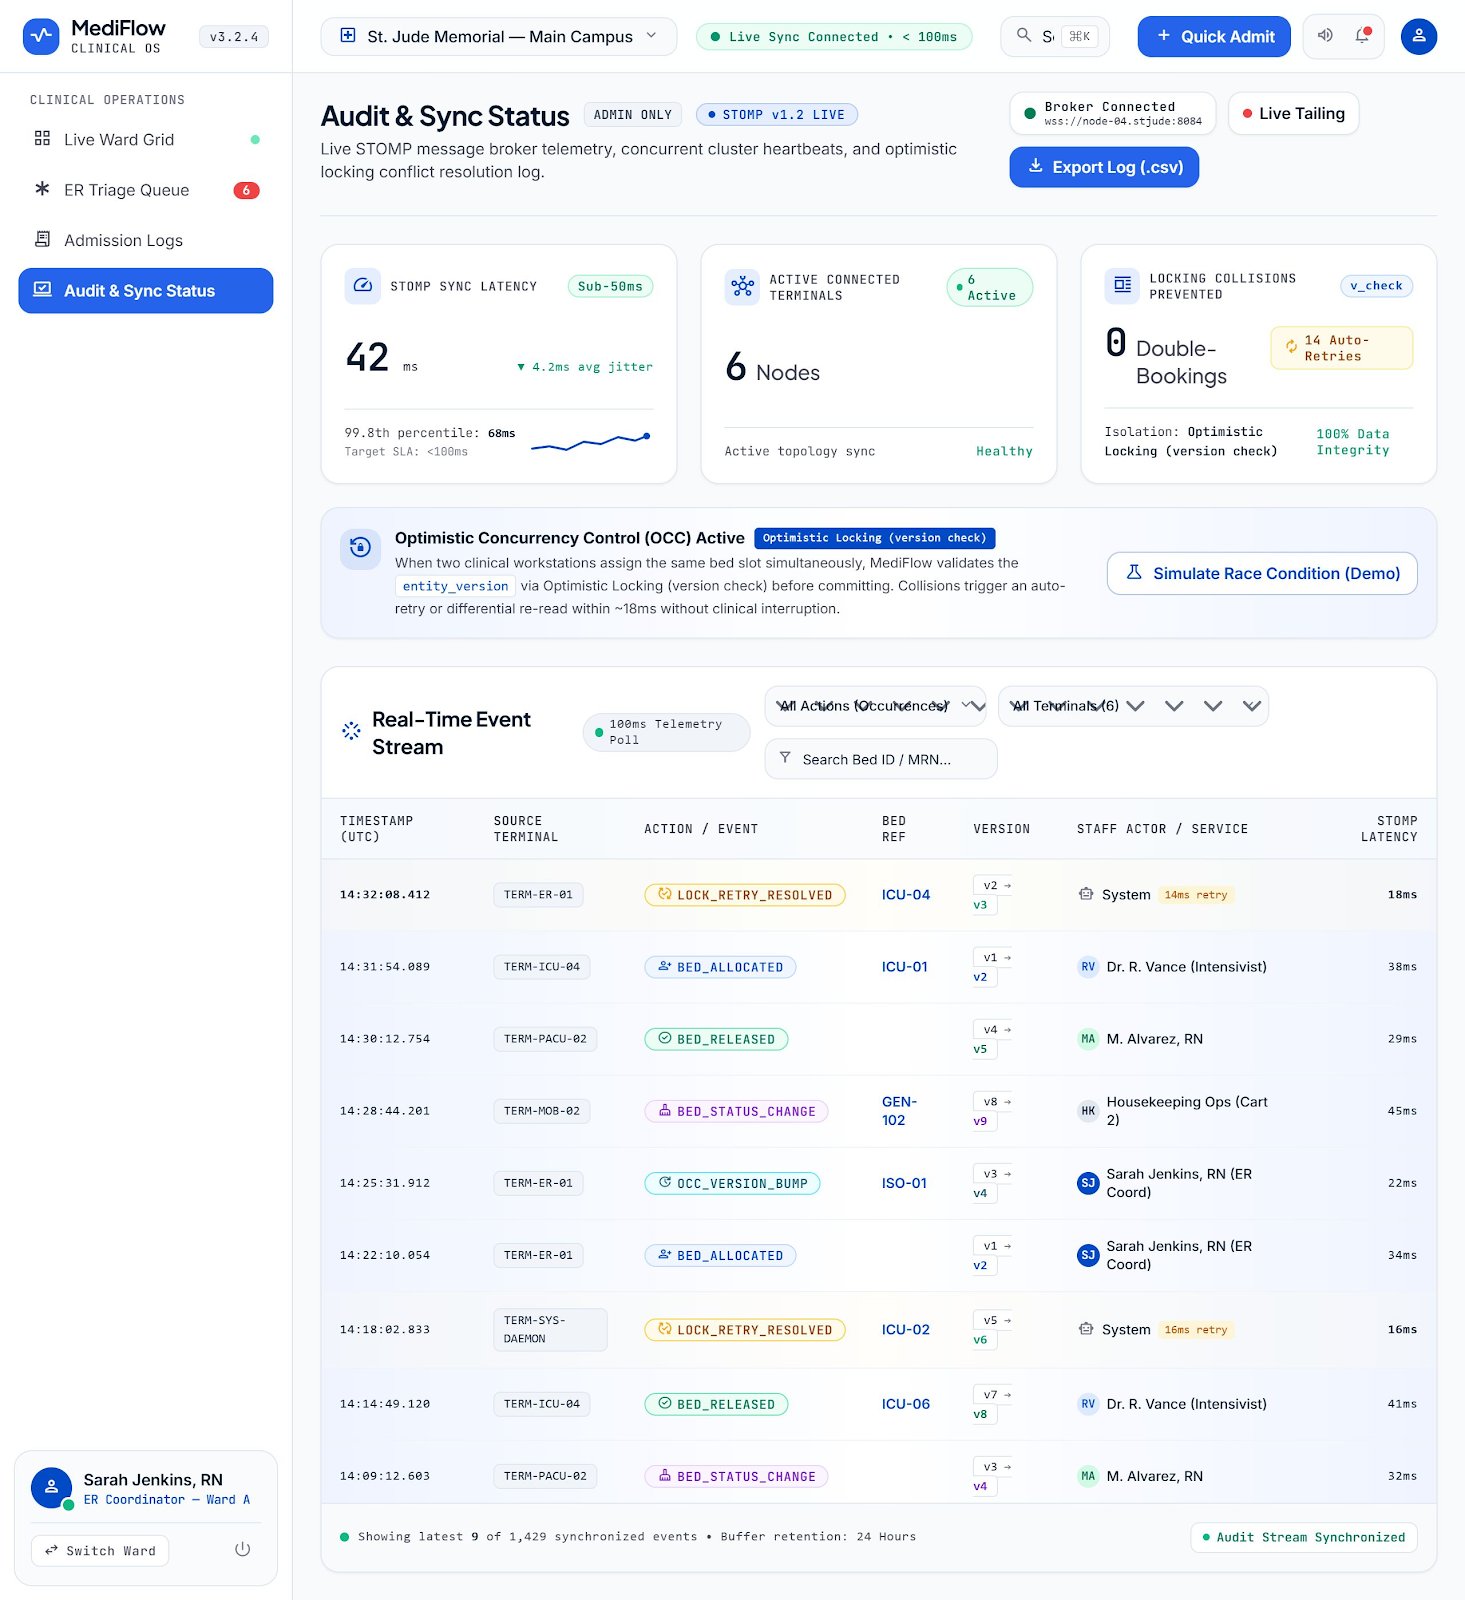 MediFlow
CLINICAL OS
v3.2.4
St. Jude Memorial — Main Campus
Live Sync Connected • < 100ms
⌘K
Quick Admit
CLINICAL OPERATIONS
Live Ward Grid
ER Triage Queue
6
Admission Logs
Audit & Sync Status
Audit & Sync Status
ADMIN ONLY
STOMP v1.2 LIVE
Live STOMP message broker telemetry, concurrent cluster heartbeats, and optimistic
locking conflict resolution log.
Broker Connected
wss://node-04.stjude:8084
Live Tailing
Export Log (.csv)
STOMP SYNC LATENCY
Sub-50ms
42 ms
▼ 4.2ms avg jitter
99.8th percentile: 68ms
Target SLA: <100ms
ACTIVE CONNECTED
TERMINALS
6
Active
6 Nodes
Active topology sync
Healthy
LOCKING COLLISIONS
PREVENTED
v_check
0 Double-
Bookings
14 Auto-
Retries
Isolation: Optimistic
Locking (version check)
100% Data
Integrity
Optimistic Concurrency Control (OCC) Active
Optimistic Locking (version check)
When two clinical workstations assign the same bed slot simultaneously, MediFlow validates the
entity_version via Optimistic Locking (version check) before committing. Collisions trigger an auto-
retry or differential re-read within ~18ms without clinical interruption.
Simulate Race Condition (Demo)
Real-Time Event
Stream
100ms Telemetry
Poll
All Actions (Occurrences)
All Terminals (6)
Search Bed ID / MRN...
TIMESTAMP
(UTC)
SOURCE
TERMINAL
ACTION / EVENT
BED
REF
VERSION
STAFF ACTOR / SERVICE
STOMP
LATENCY
14:32:08.412
TERM-ER-01
LOCK_RETRY_RESOLVED
ICU-04
v2 →
v3
System
14ms retry
18ms
14:31:54.089
TERM-ICU-04
BED_ALLOCATED
ICU-01
v1 →
v2
RV
Dr. R. Vance (Intensivist)
38ms
14:30:12.754
TERM-PACU-02
BED_RELEASED
v4 →
v5
MA
M. Alvarez, RN
29ms
14:28:44.201
TERM-MOB-02
BED_STATUS_CHANGE
GEN-
102
v8 →
v9
HK
Housekeeping Ops (Cart
2)
45ms
14:25:31.912
TERM-ER-01
OCC_VERSION_BUMP
ISO-01
v3 →
v4
SJ
Sarah Jenkins, RN (ER
Coord)
22ms
14:22:10.054
TERM-ER-01
BED_ALLOCATED
v1 →
v2
SJ
Sarah Jenkins, RN (ER
Coord)
34ms
14:18:02.833
TERM-SYS-
DAEMON
LOCK_RETRY_RESOLVED
ICU-02
v5 →
v6
System
16ms retry
16ms
14:14:49.120
TERM-ICU-04
BED_RELEASED
ICU-06
v7 →
v8
RV
Dr. R. Vance (Intensivist)
41ms
14:09:12.603
TERM-PACU-02
BED_STATUS_CHANGE
v3 →
v4
MA
M. Alvarez, RN
32ms
Showing latest 9 of 1,429 synchronized events • Buffer retention: 24 Hours
Audit Stream Synchronized
Sarah Jenkins, RN
ER Coordinator — Ward A
Switch Ward